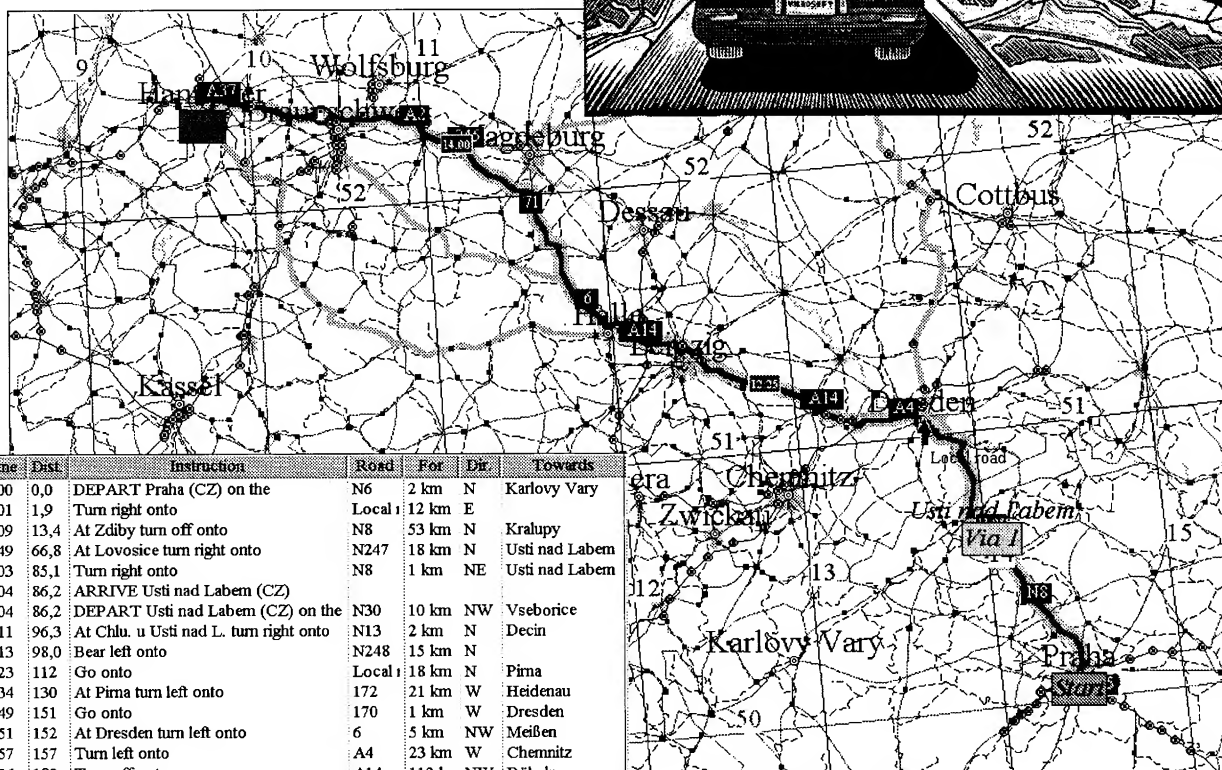 9
10
11
Wolfsburg
A37
A2
14.00
Magdeburg
52
52
52
71
Dessau
Cottbus
6
Halle
A14
Leipzig
Kassel
12.25
A14
A4
Dresden
51
51
Local road
Chemnitz
Zwickau
Usti nad Labem
Via 1
15
12
13
N8
Karlovy Vary
Praha
Start
50
Dist. Instruction Road For Dir. Towards
0,0 DEPART Praha (CZ) on the N6 2 km N Karlovy Vary
1,9 Turn right onto Local 12 km E
13,4 At Zdiby turn off onto N8 53 km N Kralupy
66,8 At Lovosice turn right onto N247 18 km N Usti nad Labem
85,1 Turn right onto N8 1 km NE Usti nad Labem
86,2 ARRIVE Usti nad Labem (CZ)
86,2 DEPART Usti nad Labem (CZ) on the N30 10 km NW Vseborice
96,3 At Chlu. u Usti nad L. turn right onto N13 2 km N Decin
98,0 Bear left onto N248 15 km N
112 Go onto Local 18 km N Pirna
130 At Pirna turn left onto 172 21 km W Heidenau
151 Go onto 170 1 km W Dresden
152 At Dresden turn left onto 6 5 km NW Meißen
157 Turn left onto A4 23 km W Chemnitz